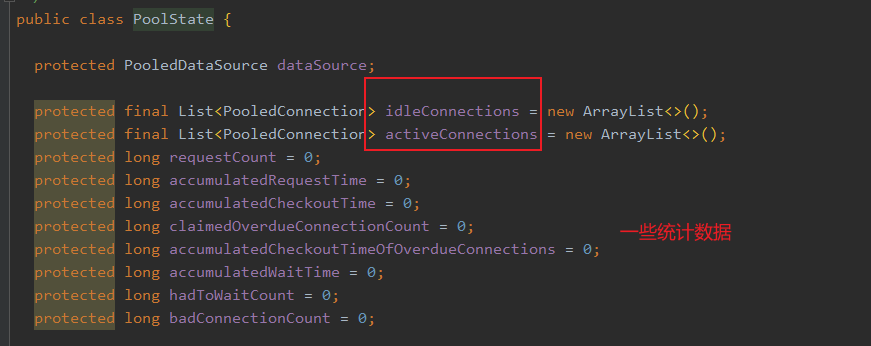 public class PoolState {
protected PooledDataSource dataSource;
protected final List<PooledConnection> idleConnections = new ArrayList<>();
protected final List<PooledConnection> activeConnections = new ArrayList<>();
protected long requestCount = 0;
protected long accumulatedRequestTime = 0;
protected long accumulatedCheckoutTime = 0;
protected long claimedOverdueConnectionCount = 0;
一些统计数据
protected long accumulatedCheckoutTimeOfOverdueConnections = 0;
protected long accumulatedWaitTime = 0;
protected long hadToWaitCount = 0;
protected long badConnectionCount = 0;